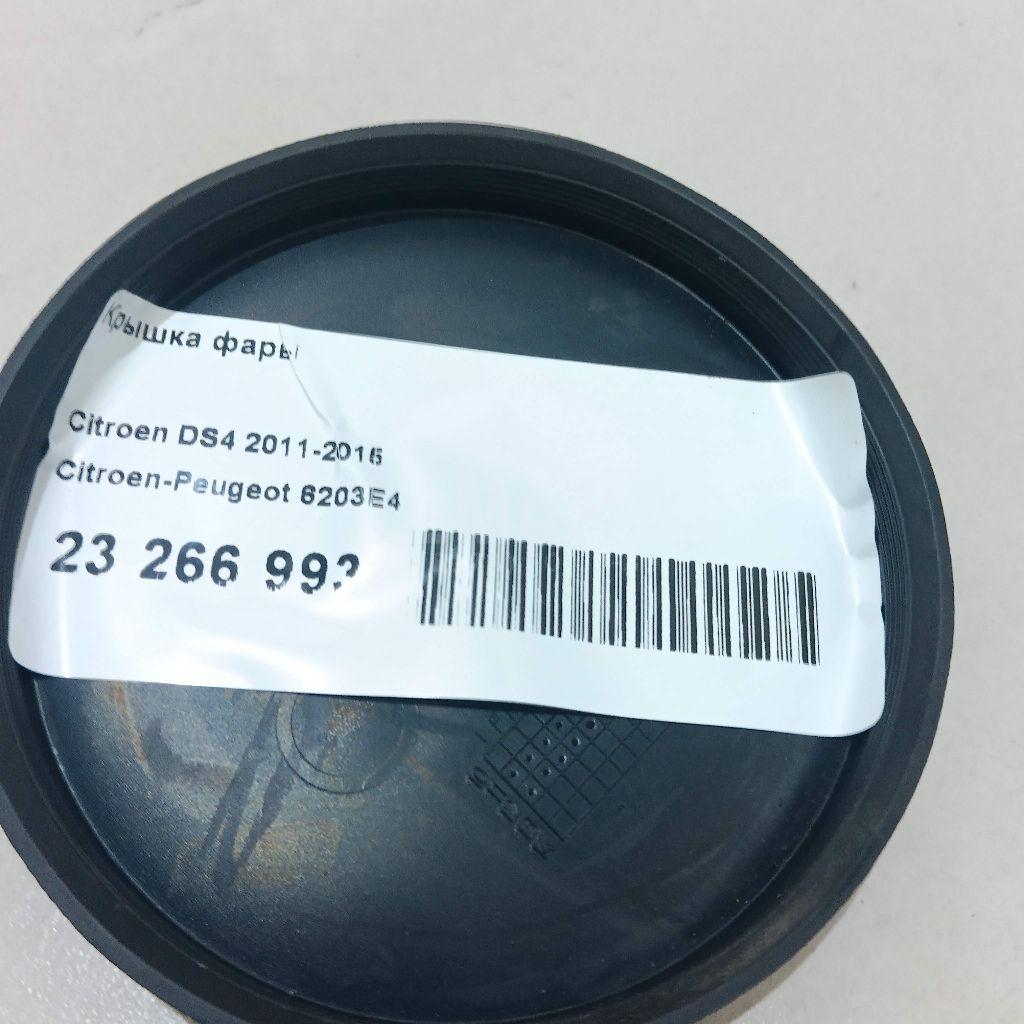 Крышка фары
Citroen DS4 2011-2015
Citroen-Peugeot 6203E4
23 266 993